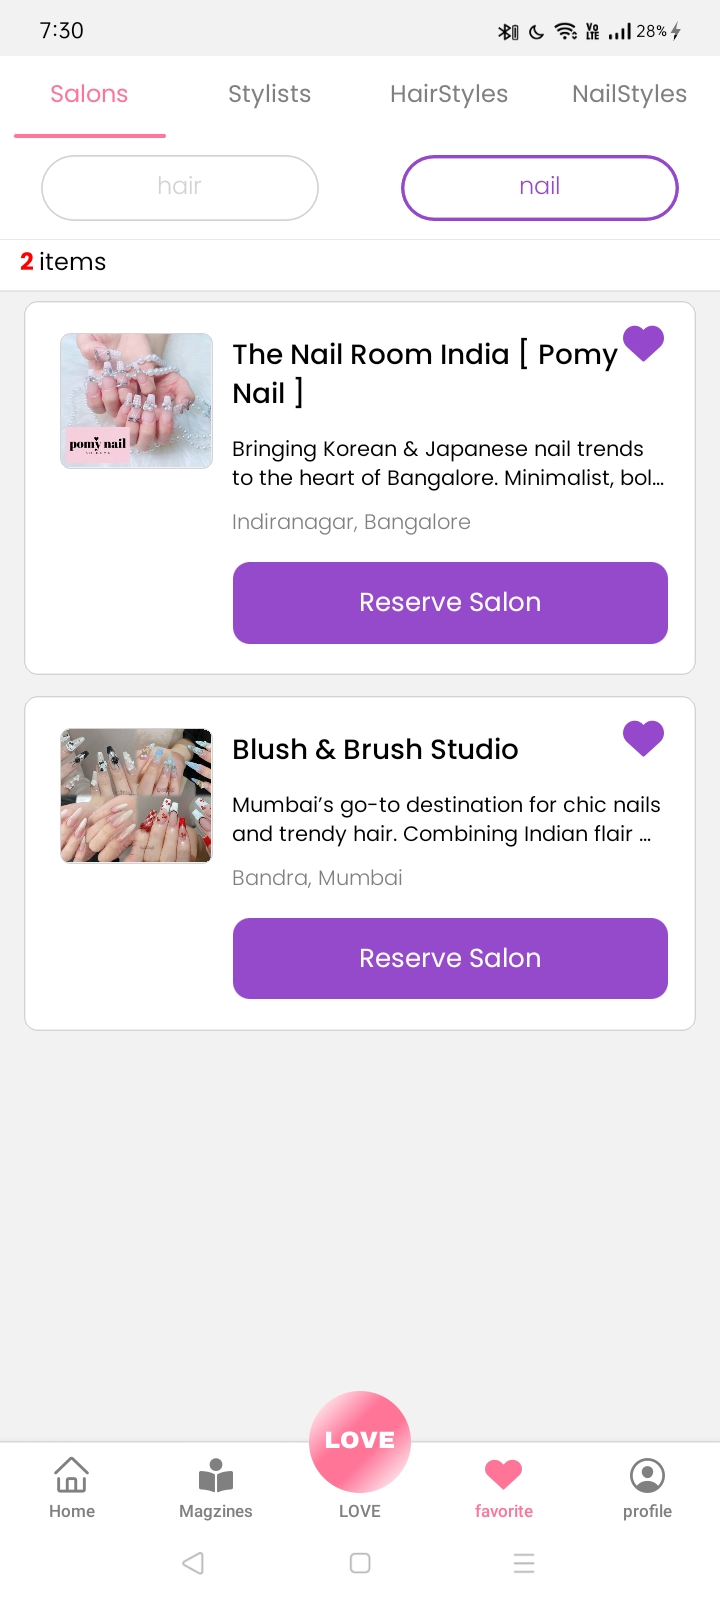 7:30
VO LTE 28%
Salons Stylists HairStyles NailStyles
hair nail
2 items
The Nail Room India [ Pomy
Nail ]
pomy nail
Bringing Korean & Japanese nail trends
to the heart of Bangalore. Minimalist, bol...
Indiranagar, Bangalore
Reserve Salon
Blush & Brush Studio
Mumbai's go-to destination for chic nails
and trendy hair. Combining Indian flair ...
Bandra, Mumbai
Reserve Salon
LOVE
Home Magzines LOVE favorite profile